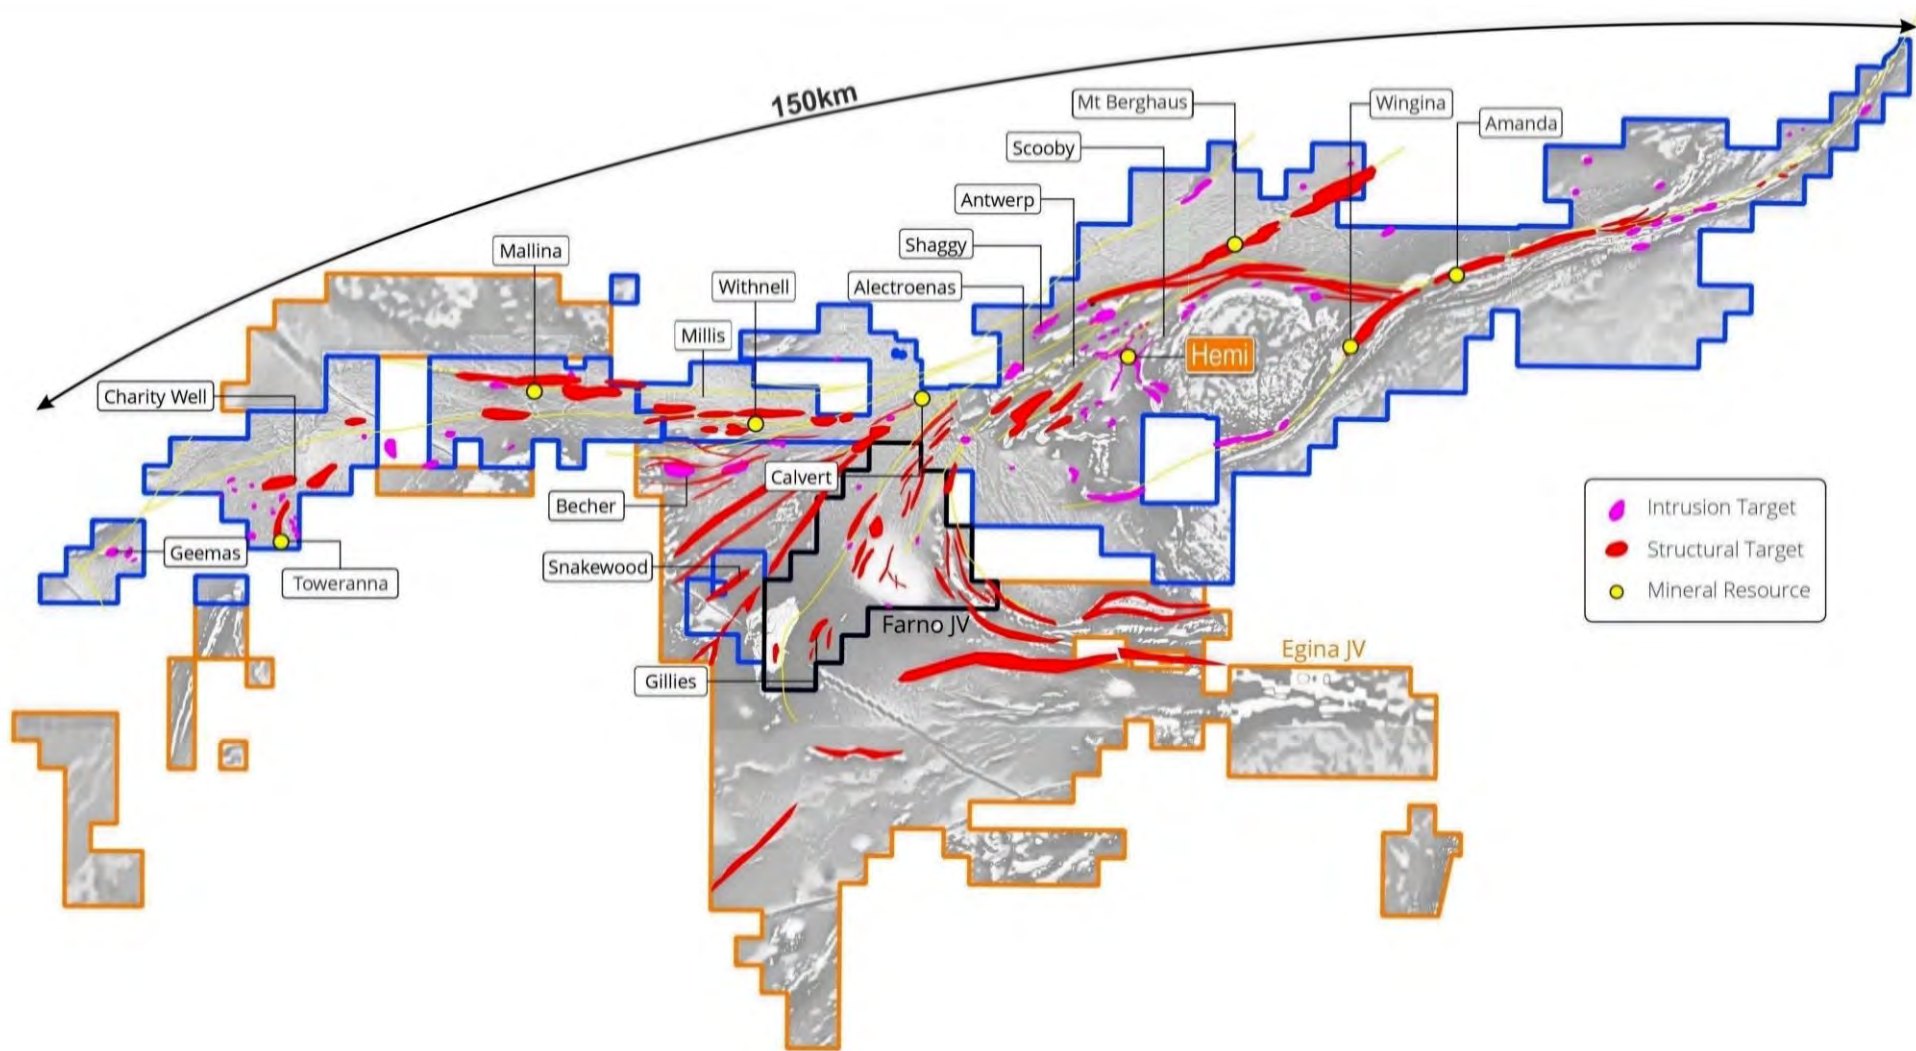 150km
Mt Berghaus
Wingina
Amanda
Scooby
Antwerp
Shaggy
Mallina
Withnell
Alectroenas
Millis
Hemi
Charity Well
Calvert
Becher
Intrusion Target
Structural Target
Mineral Resource
Geemas
Snakewood
Toweranna
Farno JV
Egina JV
Gillies